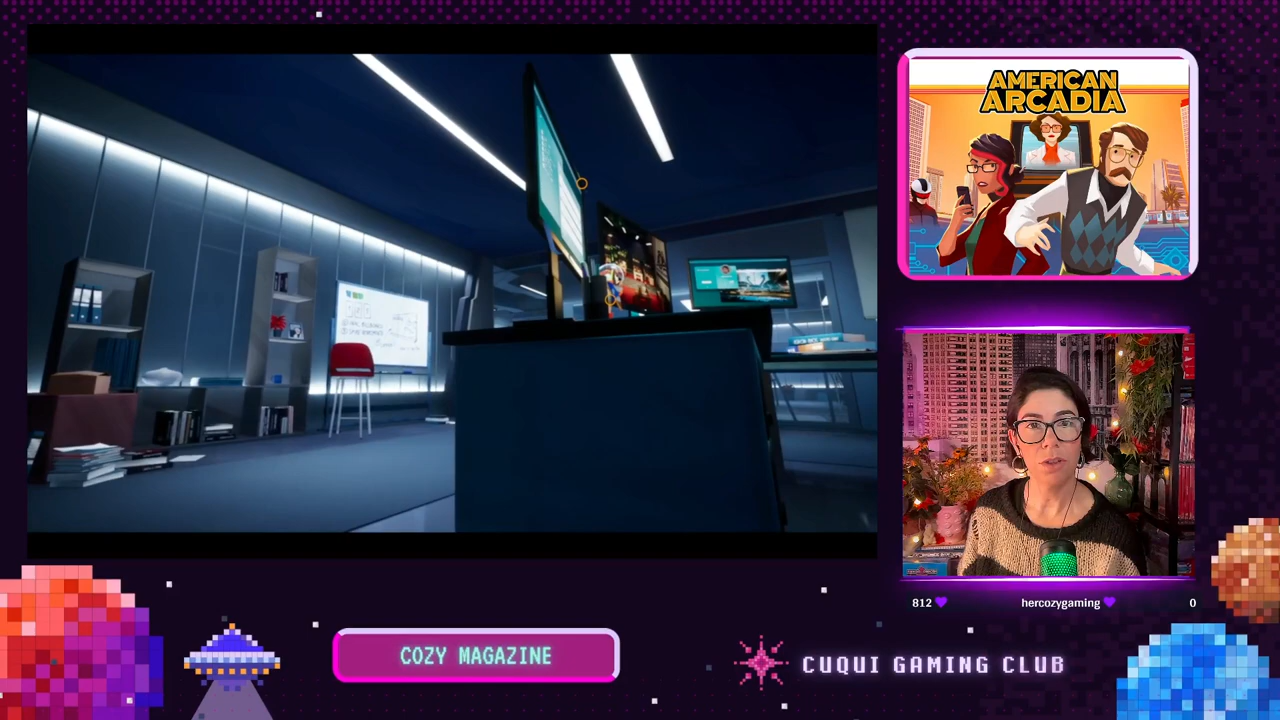 AMERICAN
ARCADIA
812
hercozygaming
0
COZY MAGAZINE
CUQUI GAMING CLUB